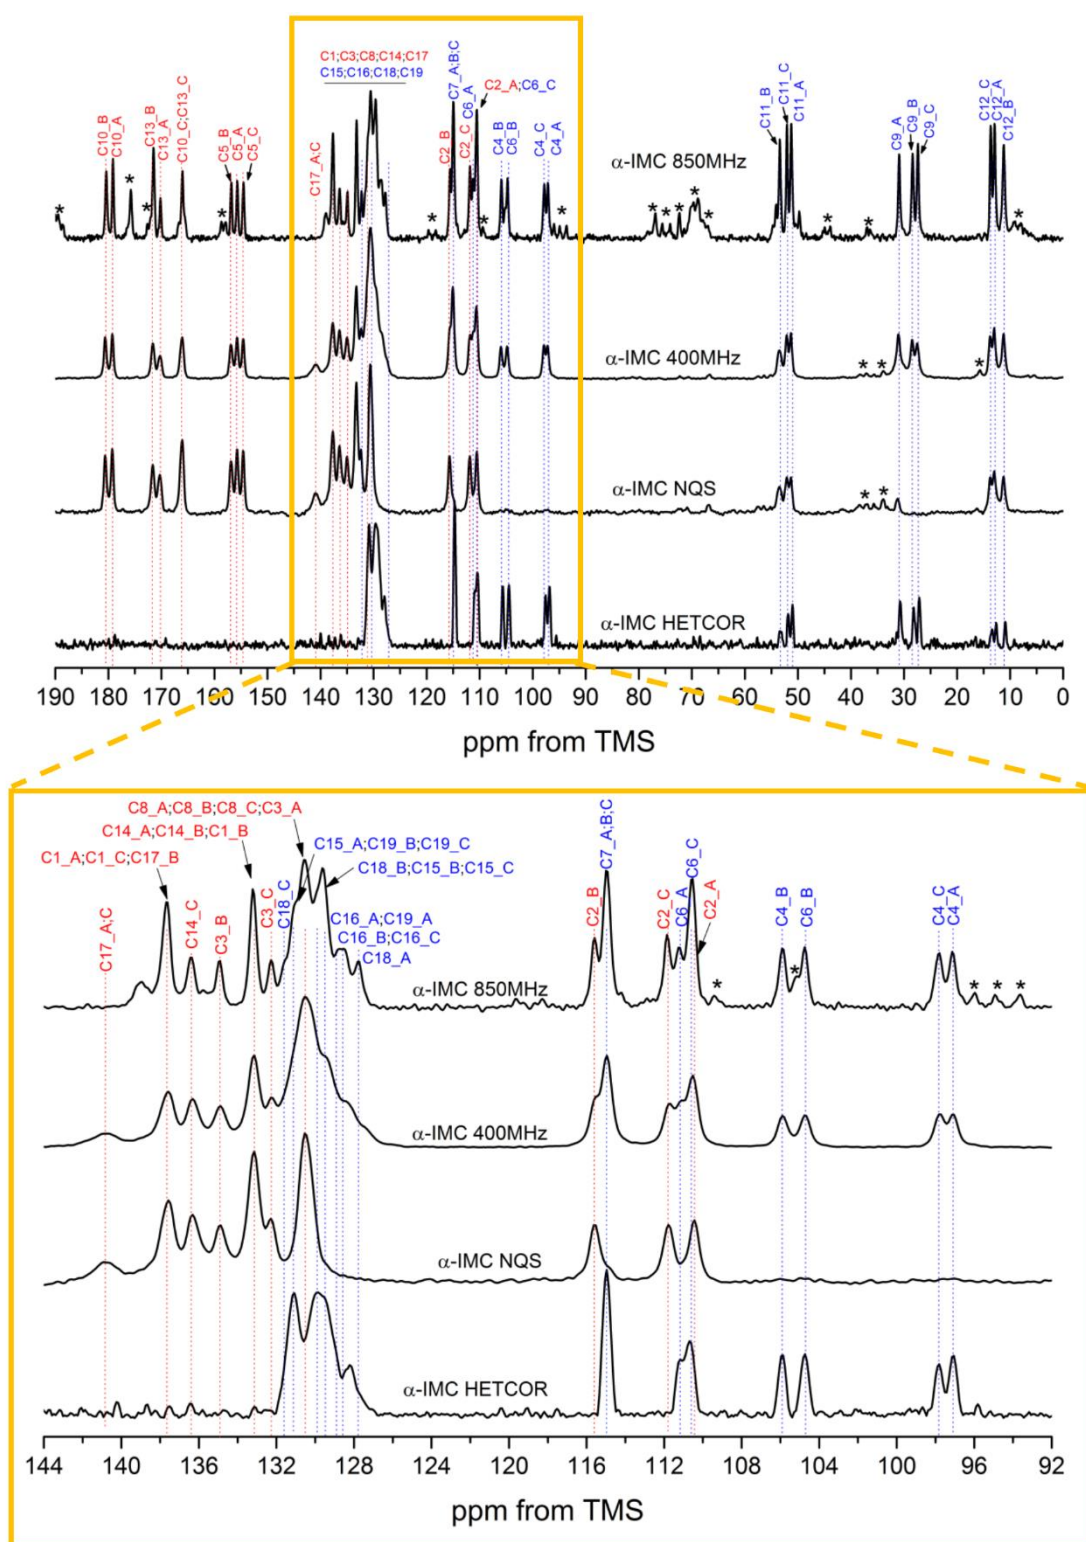 C10_B
C10_A
C13_B
C13_A
C10_C;C13_C
C5_B
C5_A
C5_C
C17_A;C
C1;C3;C8;C14;C17
C15;C16;C18;C19
C2_B
C7_A;B;C
C2_C
C6_A
C2_A;C6_C
C4_B
C6_B
C4_C
C4_A
C11_B
C11_C
C11_A
C9_A
C9_B
C9_C
C12_C
C12_A
C12_B
* * * * * * * * * * * * * *
α-IMC 850MHz
α-IMC 400MHz
* * *
α-IMC NQS
* *
α-IMC HETCOR
190 180 170 160 150 140 130 120 110 100 90 80 70 60 50 40 30 20 10 0
ppm from TMS
C8_A;C8_B;C8_C;C3_A
C14_A;C14_B;C1_B
C1_A;C1_C;C17_B
C17_A;C
C14_C
C3_B
C3_C
C18_C
C15_A;C19_B;C19_C
C18_B;C15_B;C15_C
C16_A;C19_A
C16_B;C16_C
C18_A
C2_B
C7_A;B;C
C2_C
C6_A
C6_C
C2_A
C4_B
C6_B
C4_C
C4_A
* * * * *
α-IMC 850MHz
α-IMC 400MHz
α-IMC NQS
α-IMC HETCOR
144 140 136 132 128 124 120 116 112 108 104 100 96 92
ppm from TMS